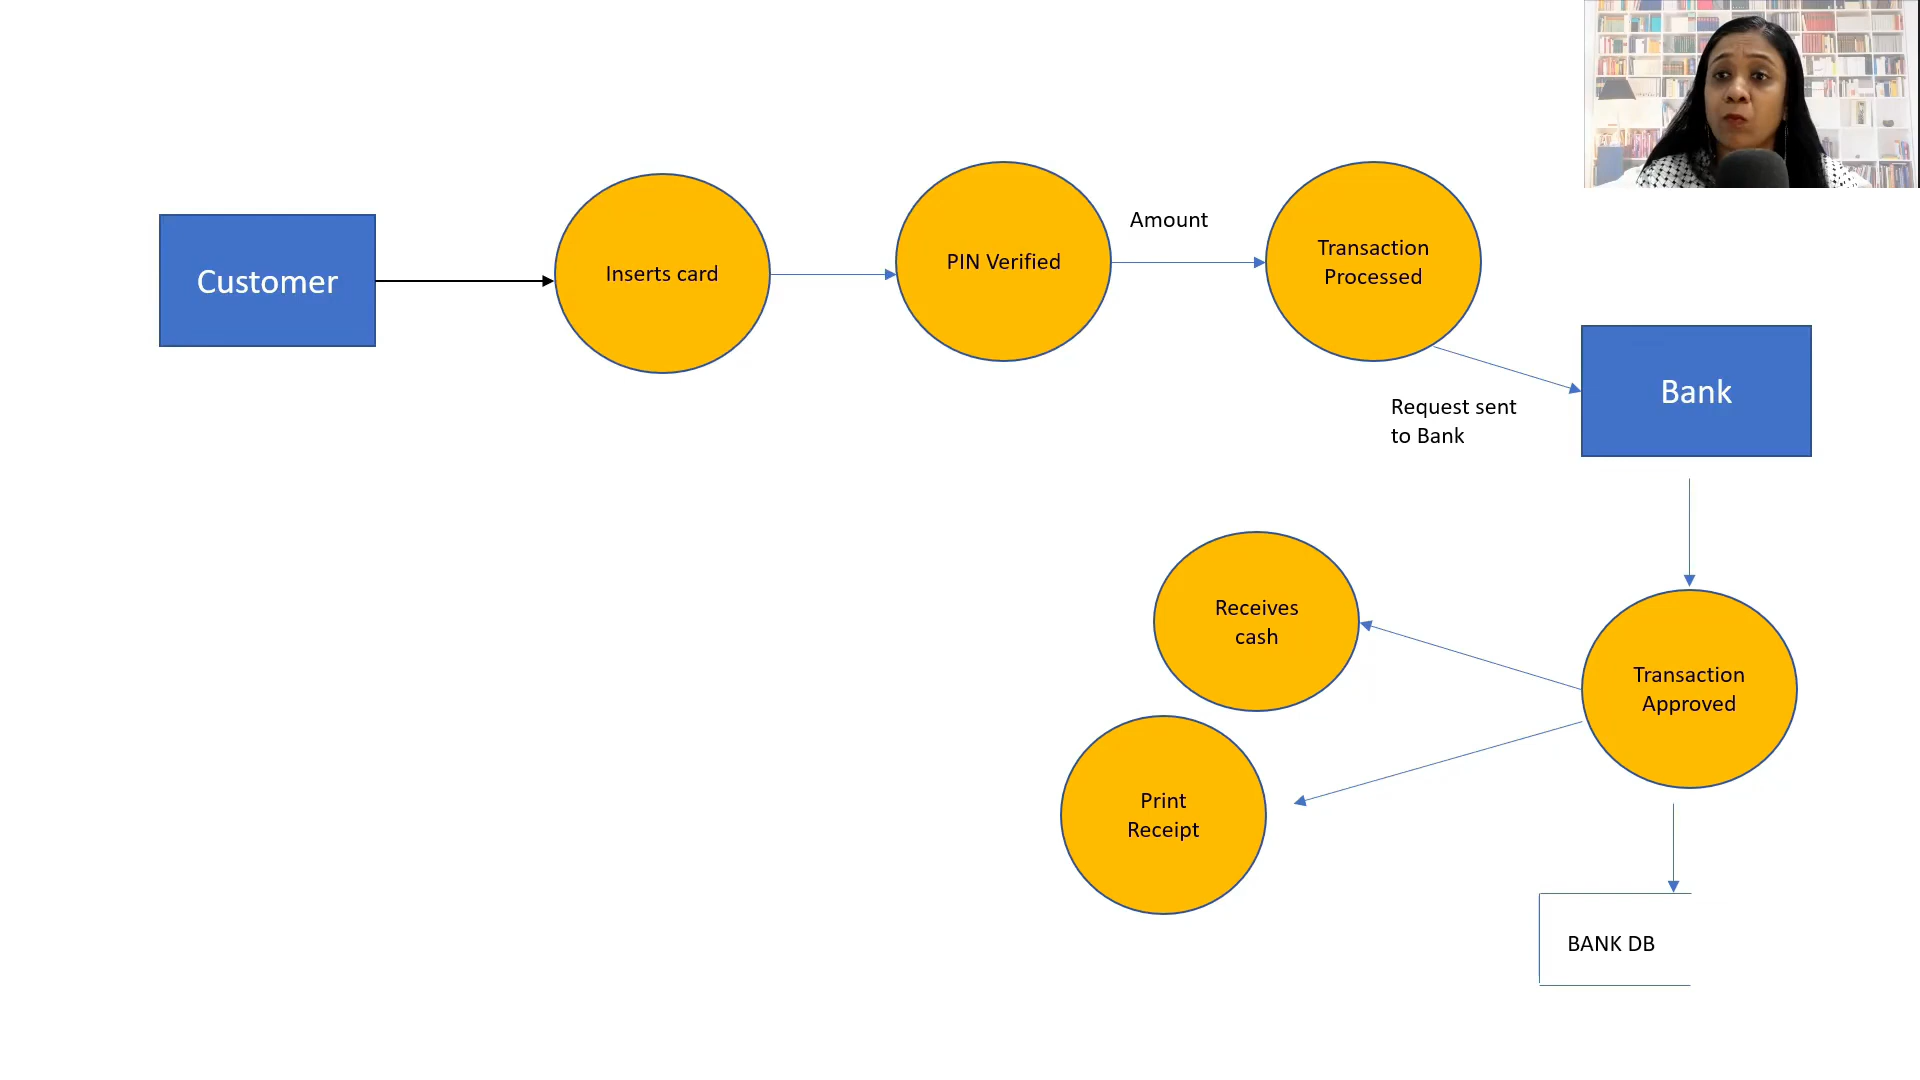 Customer
Inserts card
PIN Verified
Amount
Transaction
Processed
Request sent
to Bank
Bank
Receives
cash
Transaction
Approved
Print
Receipt
BANK DB